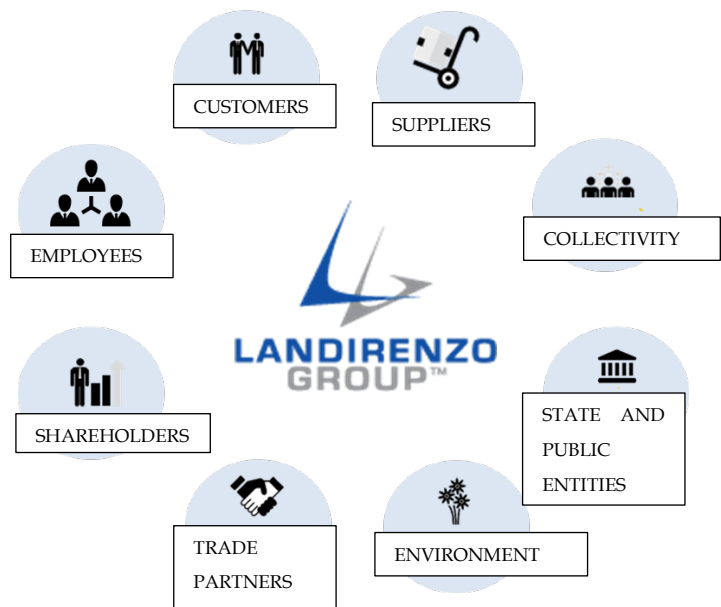 CUSTOMERS
SUPPLIERS
COLLECTIVITY
EMPLOYEES
LANDIRENZO
GROUP™
SHAREHOLDERS
STATE AND
PUBLIC
ENTITIES
TRADE
PARTNERS
ENVIRONMENT